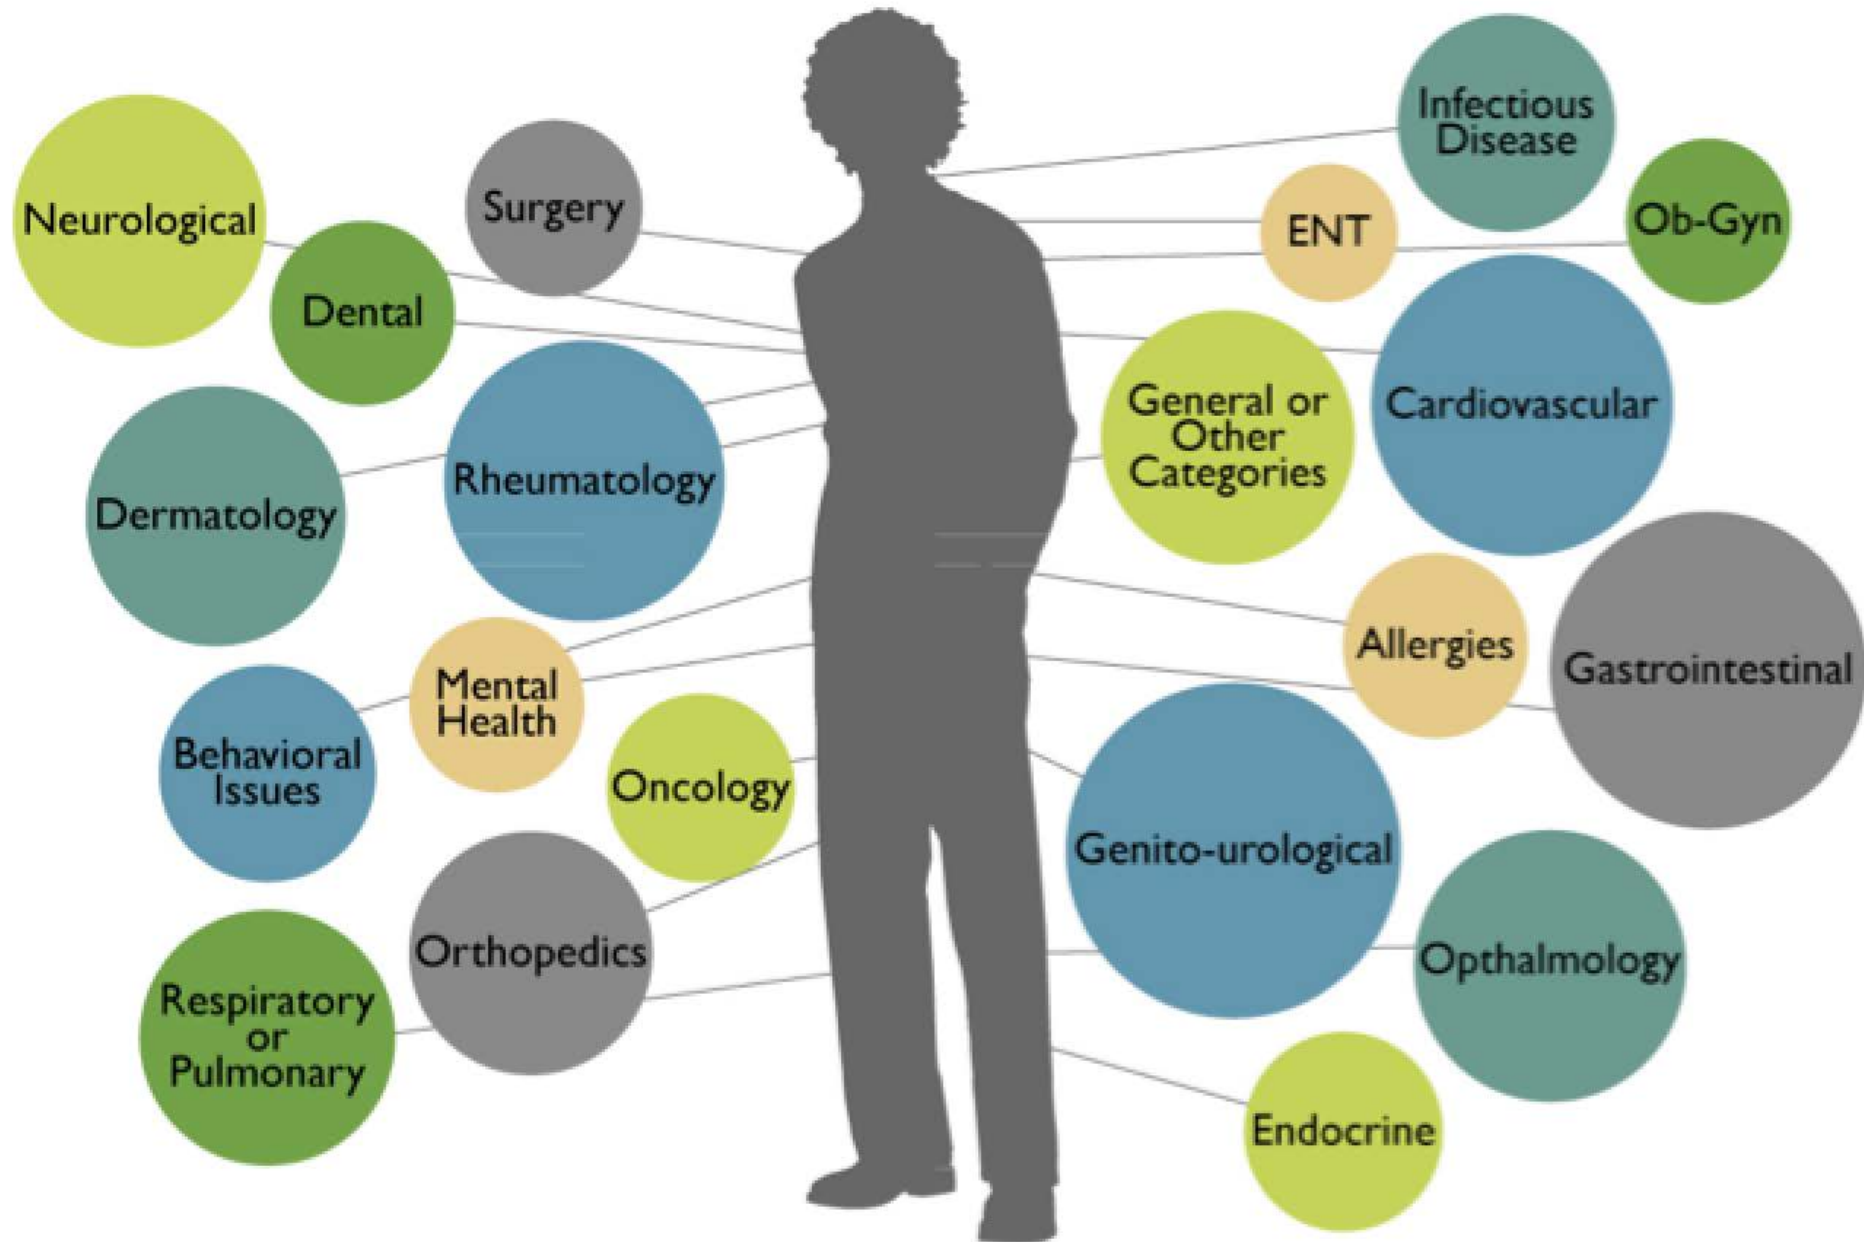 Infectious
Disease
Neurological
Surgery
ENT
Ob-Gyn
Dental
General or
Other
Categories
Cardiovascular
Dermatology
Rheumatology
Allergies
Gastrointestinal
Mental
Health
Behavioral
Issues
Oncology
Genito-urological
Orthopedics
Opthalmology
Respiratory
or
Pulmonary
Endocrine